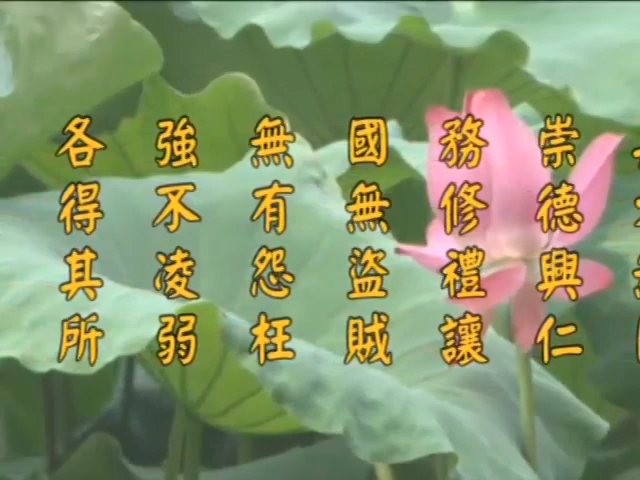 崇德興仁
務修禮讓
國無盜賊
無有怨枉
強不凌弱
各得其所